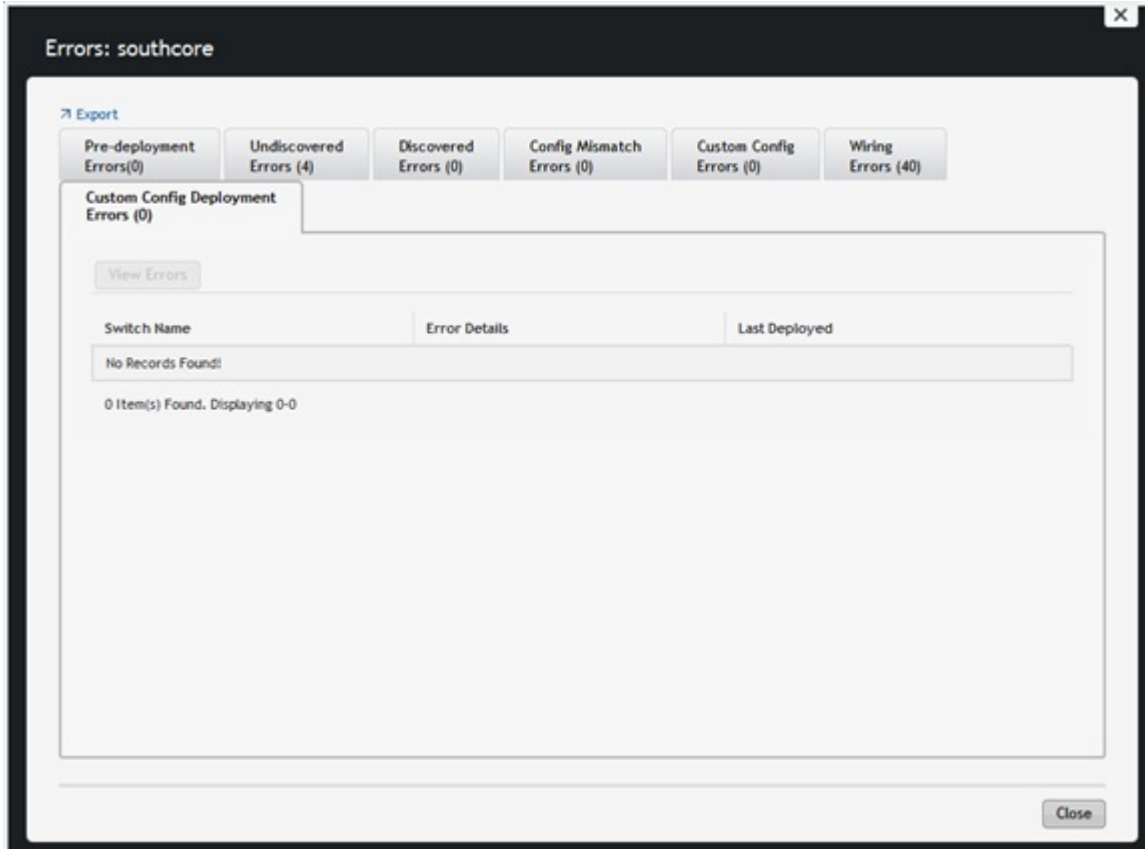 Errors: southcore
Export
Pre-deployment
Errors(0)
Undiscovered
Errors (4)
Discovered
Errors (0)
Config Mismatch
Errors (0)
Custom Config
Errors (0)
Wiring
Errors (40)
Custom Config Deployment
Errors (0)
View Errors
Switch Name Error Details Last Deployed
No Records Found!
0 Item(s) Found. Displaying 0-0
Close